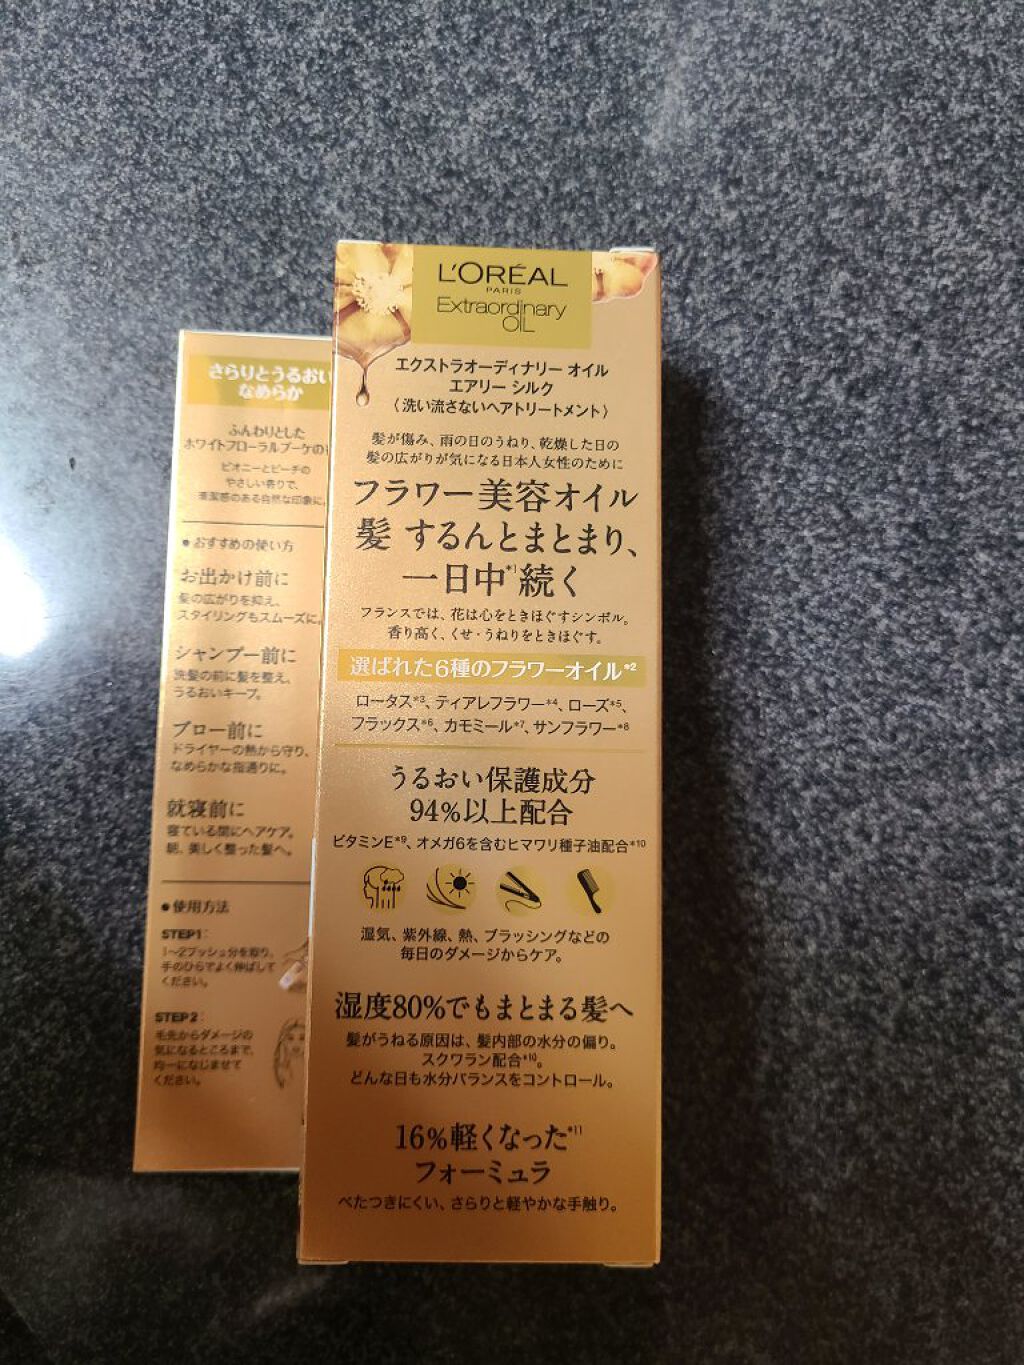 L'ORÉAL
PARIS
Extraordinary
OIL
エクストラオーディナリー オイル
エアリー シルク
〈洗い流さないヘアトリートメント〉
髪が傷み、雨の日のうねり、乾燥した日の
髪の広がりが気になる日本人女性のために
フラワー美容オイル
髪 するんとまとまり、
一日中*1続く
フランスでは、花は心をときほぐすシンボル。
香り高く、くせ・うねりをときほぐす。
選ばれた6種のフラワーオイル*2
ロータス*3、ティアレフラワー*4、ローズ*5、
フラックス*6、カモミール*7、サンフラワー*8
うるおい保護成分
94%以上配合
ビタミンE*9、オメガ6を含むヒマワリ種子油配合*10
湿気、紫外線、熱、ブラッシングなどの
毎日のダメージからケア。
湿度80%でもまとまる髪へ
髪がうねる原因は、髪内部の水分の偏り。
スクワラン配合*10。
どんな日も水分バランスをコントロール。
16%軽くなった*11
フォーミュラ
べたつきにくい、さらりと軽やかな手触り。
さらりとうるおい
なめらか
ふんわりとした
ホワイトフローラルブーケの
ピオニーとピーチの
やさしい香りで、
清潔感のある自然な印象に。
●おすすめの使い方
お出かけ前に
髪の広がりを抑え、
スタイリングもスムーズに。
シャンプー前に
洗髪の前に髪を整え、
うるおいキープ。
ブロー前に
ドライヤーの熱から守り、
なめらかな指通りに。
就寝前に
寝ている間にヘアケア。
朝、美しく整った髪へ。
●使用方法
STEP1:
1〜2プッシュ分を取り、
手のひらでよく伸ばして
ください。
STEP2:
毛先からダメージの
気になるところまで、
均一になじませて
ください。